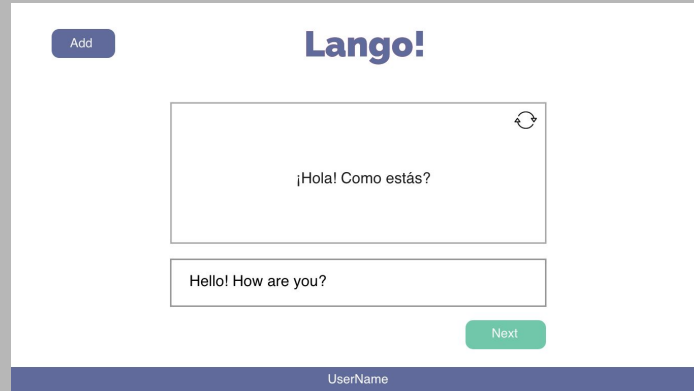 Add
Lango!
¡Hola! Como estás?
Hello! How are you?
Next
UserName